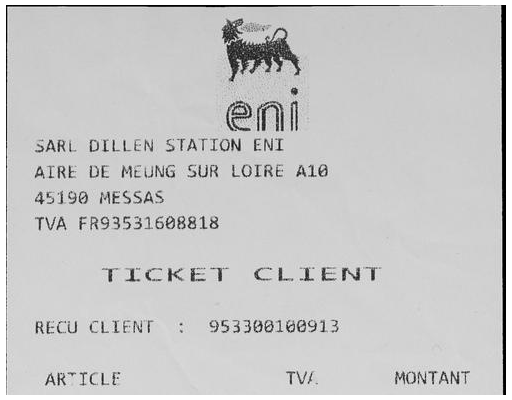 eni
SARL DILLEN STATION ENI
AIRE DE MEUNG SUR LOIRE A10
45190 MESSAS
TVA FR93531608818
TICKET CLIENT
RECU CLIENT : 953300100913
ARTICLE TVA MONTANT